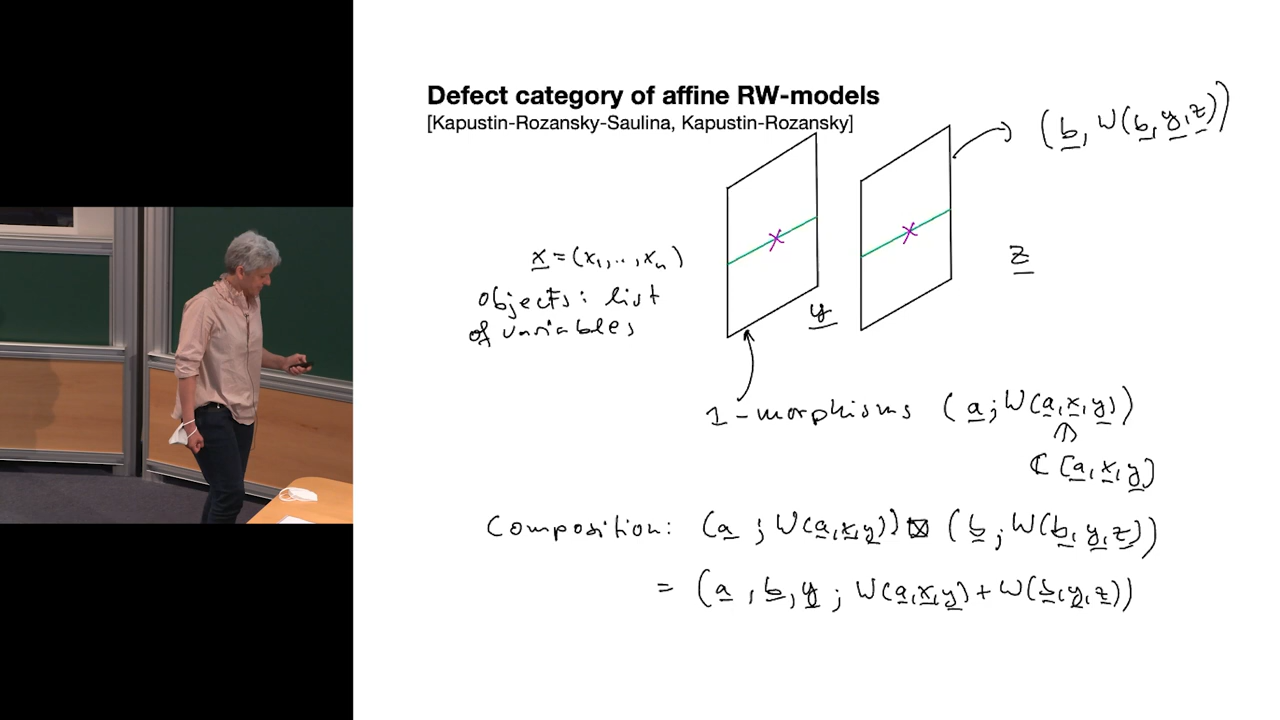 Defect category of affine RW-models
[Kapustin-Rozansky-Saulina, Kapustin-Rozansky]
(b, W(b, y, z))
x = (x₁, .., xₙ)
objects: list
of variables
y
z
1-morphisms (a; W(a, x, y))
⇑
ℂ[a, x, y]
Composition: (a ; W(a, x, y)) ⊠ (b ; W(b, y, z))
= (a, b, y ; W(a, x, y) + W(b, y, z))